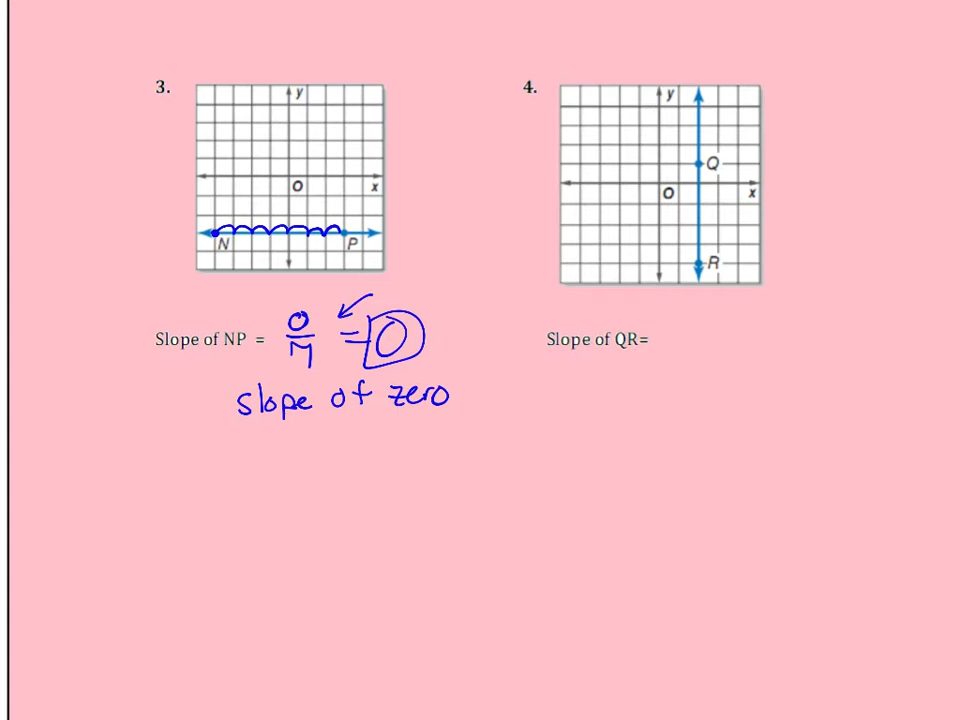 3.
y
O
x
N
P
4.
y
Q
O
x
R
Slope of NP = 0/7 = 0
slope of zero
Slope of QR=